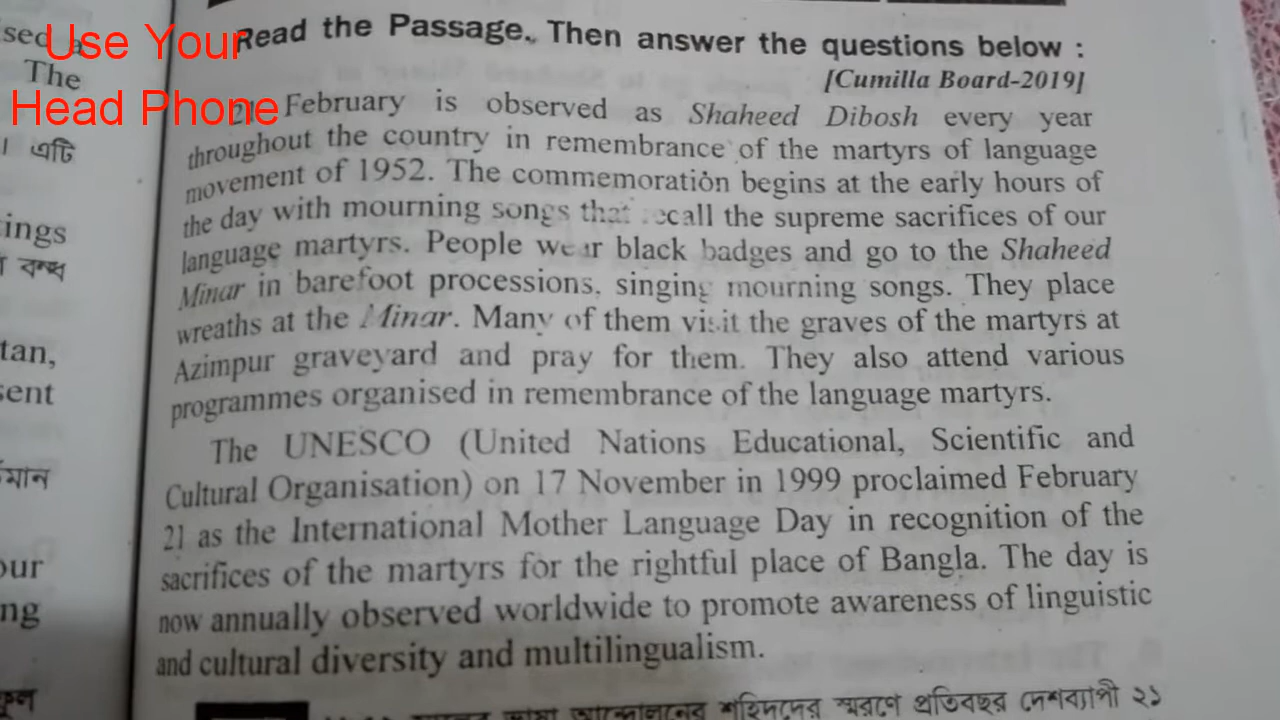 Use Your
Head Phone
sed a
The
। এটি
ings
tan,
sent
our
ng
Read the Passage. Then answer the questions below :
[Cumilla Board-2019]
21 February is observed as Shaheed Dibosh every year
throughout the country in remembrance of the martyrs of language
movement of 1952. The commemoration begins at the early hours of
the day with mourning songs that recall the supreme sacrifices of our
language martyrs. People wear black badges and go to the Shaheed
Minar in barefoot processions, singing mourning songs. They place
wreaths at the Minar. Many of them visit the graves of the martyrs at
Azimpur graveyard and pray for them. They also attend various
programmes organised in remembrance of the language martyrs.
The UNESCO (United Nations Educational, Scientific and
Cultural Organisation) on 17 November in 1999 proclaimed February
21 as the International Mother Language Day in recognition of the
sacrifices of the martyrs for the rightful place of Bangla. The day is
now annually observed worldwide to promote awareness of linguistic
and cultural diversity and multilingualism.
আন্দোলনের শহিদদের স্মরণে প্রতিবছর দেশব্যাপী ২১